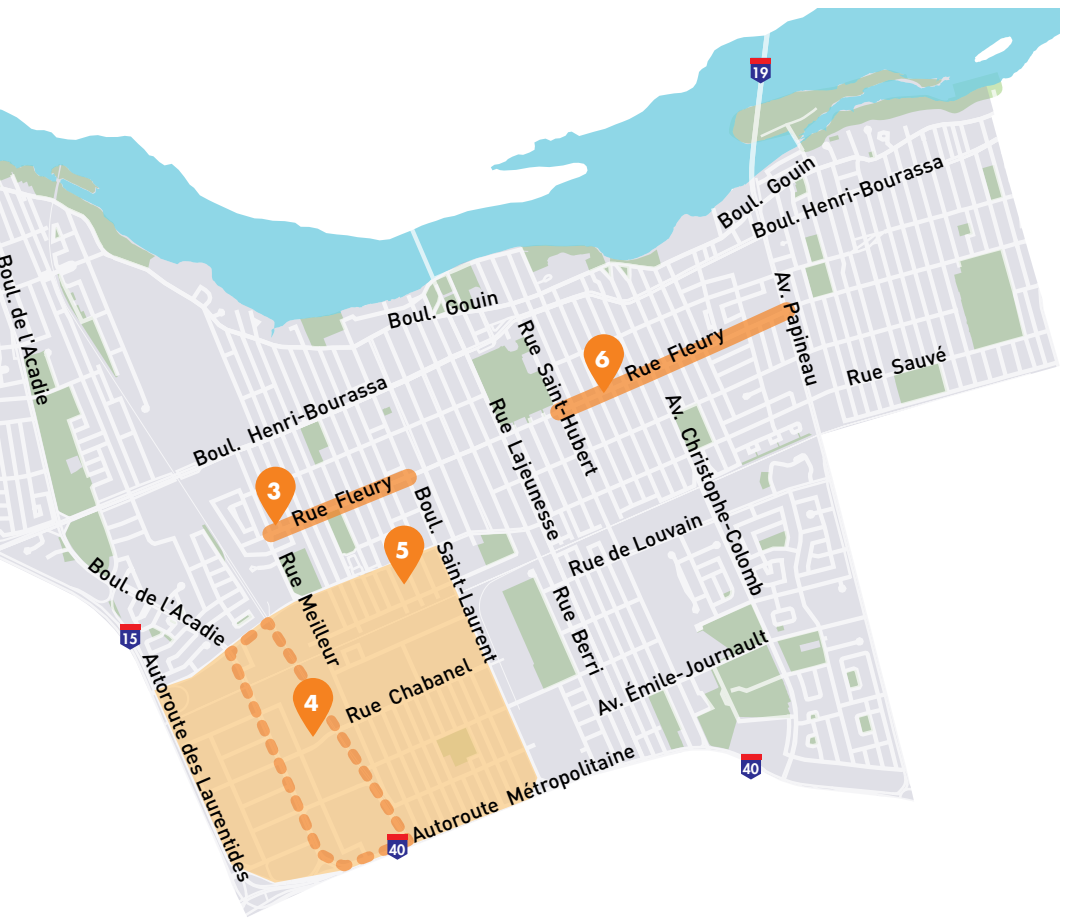 19
Boul. Gouin
Boul. Henri-Bourassa
Boul. de l'Acadie
Boul. Gouin
Av. Papineau
Rue Saint-Hubert
6
Rue Fleury
Rue Sauvé
Boul. Henri-Bourassa
Rue Lajeunesse
Av. Christophe-Colomb
3
Rue Fleury
Boul. Saint-Laurent
5
Rue de Louvain
Rue Meilleur
Boul. de l'Acadie
Rue Berri
15
Autoroute des Laurentides
4
Rue Chabanel
Av. Émile-Journault
40
Autoroute Métropolitaine
40